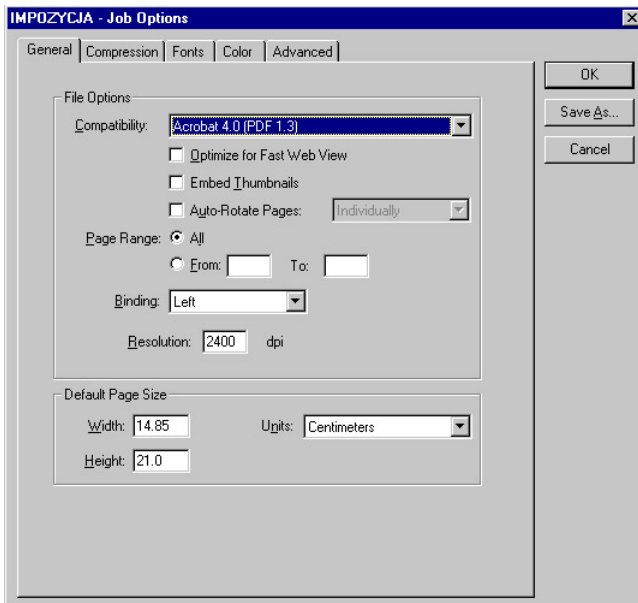 IMPOZYCJA - Job Options
General Compression Fonts Color Advanced
OK
Save As...
Cancel
File Options
Compatibility: Acrobat 4.0 (PDF 1.3)
Optimize for Fast Web View
Embed Thumbnails
Auto-Rotate Pages: Individually
Page Range: All
From: To:
Binding: Left
Resolution: 2400 dpi
Default Page Size
Width: 14.85 Units: Centimeters
Height: 21.0